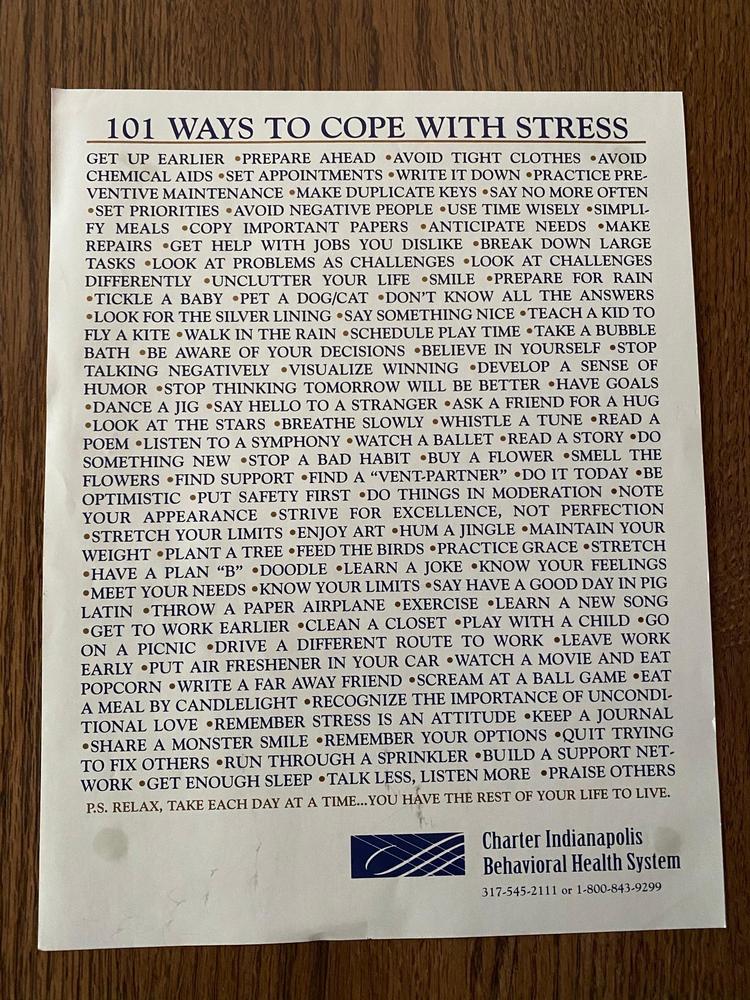 101 WAYS TO COPE WITH STRESS
GET UP EARLIER •PREPARE AHEAD •AVOID TIGHT CLOTHES •AVOID
CHEMICAL AIDS •SET APPOINTMENTS •WRITE IT DOWN •PRACTICE PRE-
VENTIVE MAINTENANCE •MAKE DUPLICATE KEYS •SAY NO MORE OFTEN
•SET PRIORITIES •AVOID NEGATIVE PEOPLE •USE TIME WISELY •SIMPLI-
FY MEALS •COPY IMPORTANT PAPERS •ANTICIPATE NEEDS •MAKE
REPAIRS •GET HELP WITH JOBS YOU DISLIKE •BREAK DOWN LARGE
TASKS •LOOK AT PROBLEMS AS CHALLENGES •LOOK AT CHALLENGES
DIFFERENTLY •UNCLUTTER YOUR LIFE •SMILE •PREPARE FOR RAIN
•TICKLE A BABY •PET A DOG/CAT •DON'T KNOW ALL THE ANSWERS
•LOOK FOR THE SILVER LINING •SAY SOMETHING NICE •TEACH A KID TO
FLY A KITE •WALK IN THE RAIN •SCHEDULE PLAY TIME •TAKE A BUBBLE
BATH •BE AWARE OF YOUR DECISIONS •BELIEVE IN YOURSELF •STOP
TALKING NEGATIVELY •VISUALIZE WINNING •DEVELOP A SENSE OF
HUMOR •STOP THINKING TOMORROW WILL BE BETTER •HAVE GOALS
•DANCE A JIG •SAY HELLO TO A STRANGER •ASK A FRIEND FOR A HUG
•LOOK AT THE STARS •BREATHE SLOWLY •WHISTLE A TUNE •READ A
POEM •LISTEN TO A SYMPHONY •WATCH A BALLET •READ A STORY •DO
SOMETHING NEW •STOP A BAD HABIT •BUY A FLOWER •SMELL THE
FLOWERS •FIND SUPPORT •FIND A “VENT-PARTNER” •DO IT TODAY •BE
OPTIMISTIC •PUT SAFETY FIRST •DO THINGS IN MODERATION •NOTE
YOUR APPEARANCE •STRIVE FOR EXCELLENCE, NOT PERFECTION
•STRETCH YOUR LIMITS •ENJOY ART •HUM A JINGLE •MAINTAIN YOUR
WEIGHT •PLANT A TREE •FEED THE BIRDS •PRACTICE GRACE •STRETCH
•HAVE A PLAN “B” •DOODLE •LEARN A JOKE •KNOW YOUR FEELINGS
•MEET YOUR NEEDS •KNOW YOUR LIMITS •SAY HAVE A GOOD DAY IN PIG
LATIN •THROW A PAPER AIRPLANE •EXERCISE •LEARN A NEW SONG
•GET TO WORK EARLIER •CLEAN A CLOSET •PLAY WITH A CHILD •GO
ON A PICNIC •DRIVE A DIFFERENT ROUTE TO WORK •LEAVE WORK
EARLY •PUT AIR FRESHENER IN YOUR CAR •WATCH A MOVIE AND EAT
POPCORN •WRITE A FAR AWAY FRIEND •SCREAM AT A BALL GAME •EAT
A MEAL BY CANDLELIGHT •RECOGNIZE THE IMPORTANCE OF UNCONDI-
TIONAL LOVE •REMEMBER STRESS IS AN ATTITUDE •KEEP A JOURNAL
•SHARE A MONSTER SMILE •REMEMBER YOUR OPTIONS •QUIT TRYING
TO FIX OTHERS •RUN THROUGH A SPRINKLER •BUILD A SUPPORT NET-
WORK •GET ENOUGH SLEEP •TALK LESS, LISTEN MORE •PRAISE OTHERS
P.S. RELAX, TAKE EACH DAY AT A TIME...YOU HAVE THE REST OF YOUR LIFE TO LIVE.
Charter Indianapolis
Behavioral Health System
317-545-2111 or 1-800-843-9299